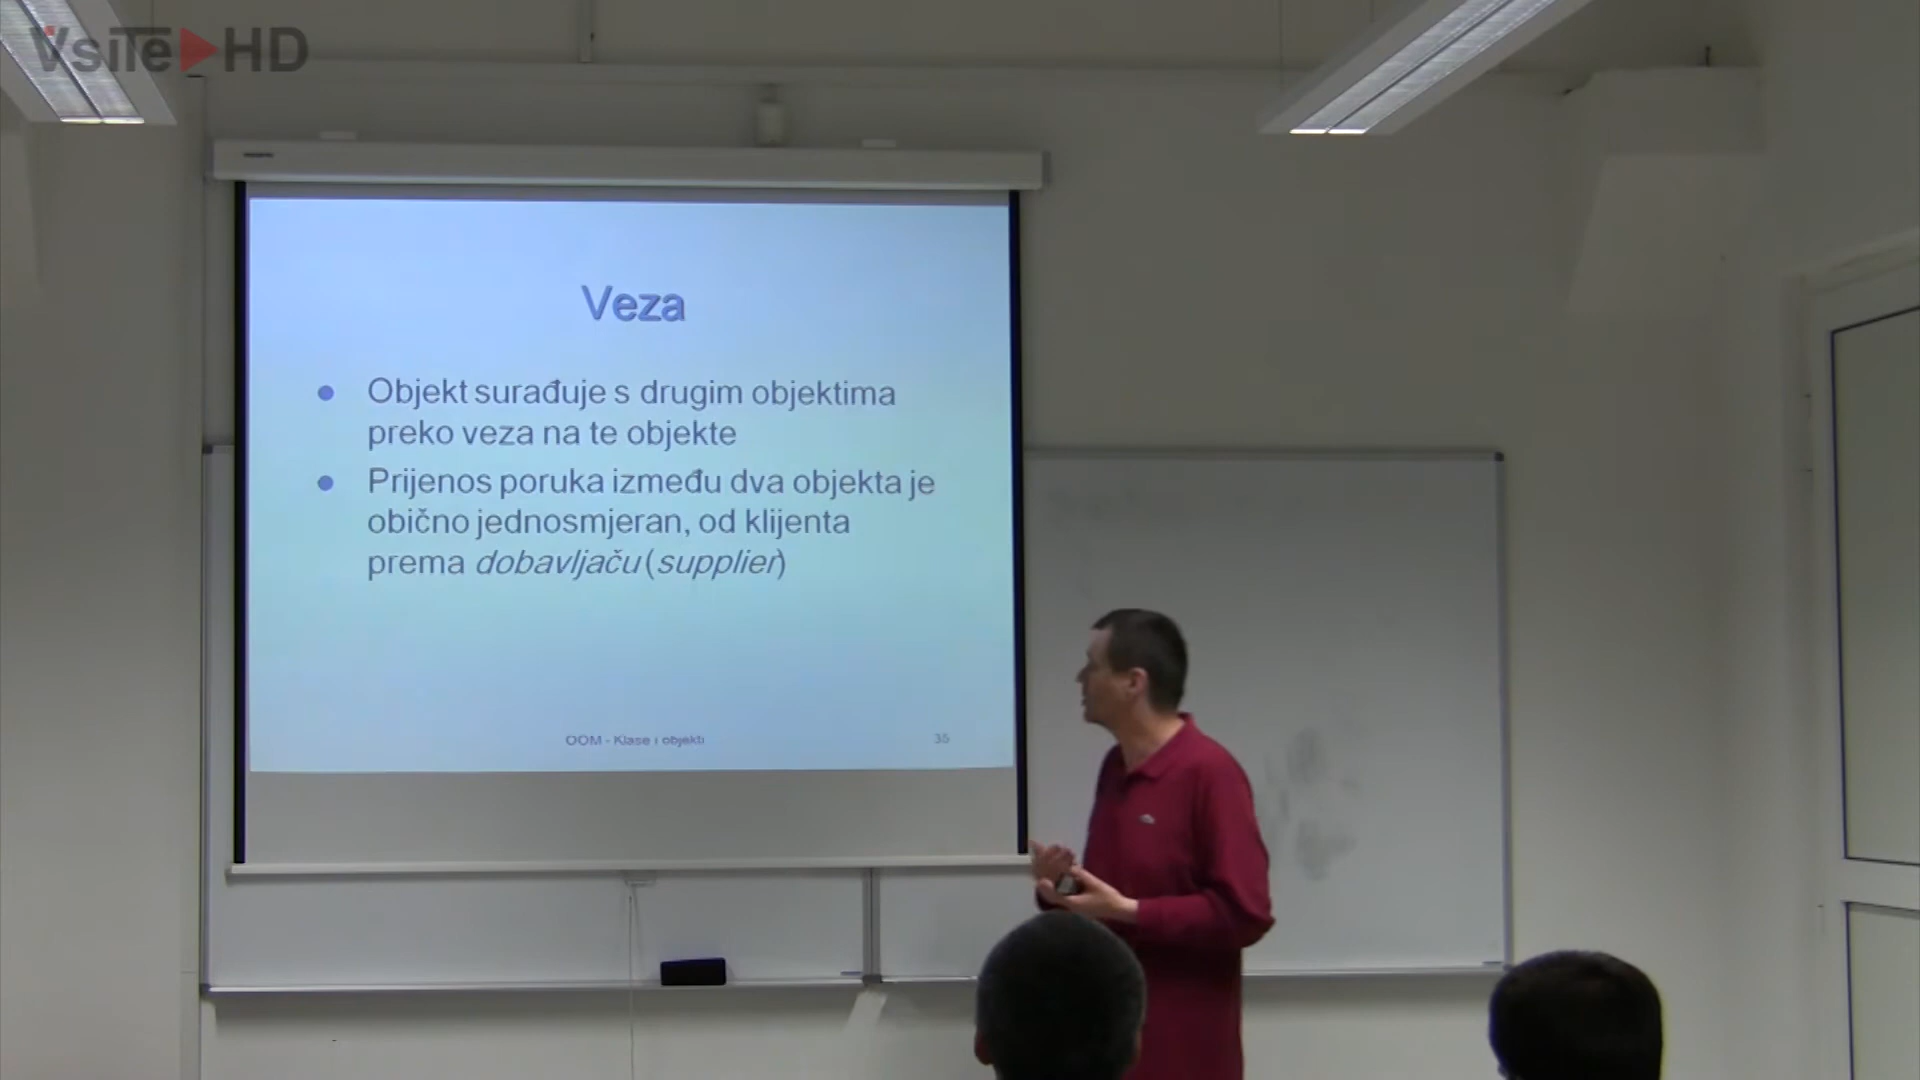 VsiTe HD
Veza
Objekt surađuje s drugim objektima
preko veza na te objekte
Prijenos poruka između dva objekta je
obično jednosmjeran, od klijenta
prema dobavljaču (supplier)
OOM - Klase i objekti
35